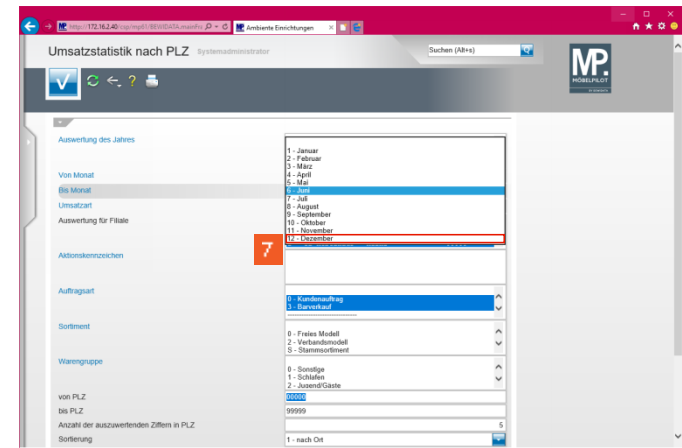 http://172.16.2.40/csp/mp61/BEWIDATA.mainFra
Ambiente Einrichtungen
Umsatzstatistik nach PLZ Systemadministrator
Suchen (Alt+s)
MP.
MÖBELPILOT
Auswertung des Jahres
1 - Januar
2 - Februar
3 - März
Von Monat
4 - April
5 - Mai
Bis Monat
6 - Juni
7 - Juli
Umsatzart
8 - August
9 - September
Auswertung für Filiale
10 - Oktober
11 - November
12 - Dezember
7
Aktionskennzeichen
Auftragsart
0 - Kundenauftrag
3 - Barverkauf
Sortiment
0 - Freies Modell
2 - Verbandsmodell
S - Stammsortiment
Warengruppe
0 - Sonstige
1 - Schlafen
2 - Jugend/Gäste
von PLZ
00000
bis PLZ
99999
Anzahl der auszuwertenden Ziffern in PLZ
5
Sortierung
1 - nach Ort